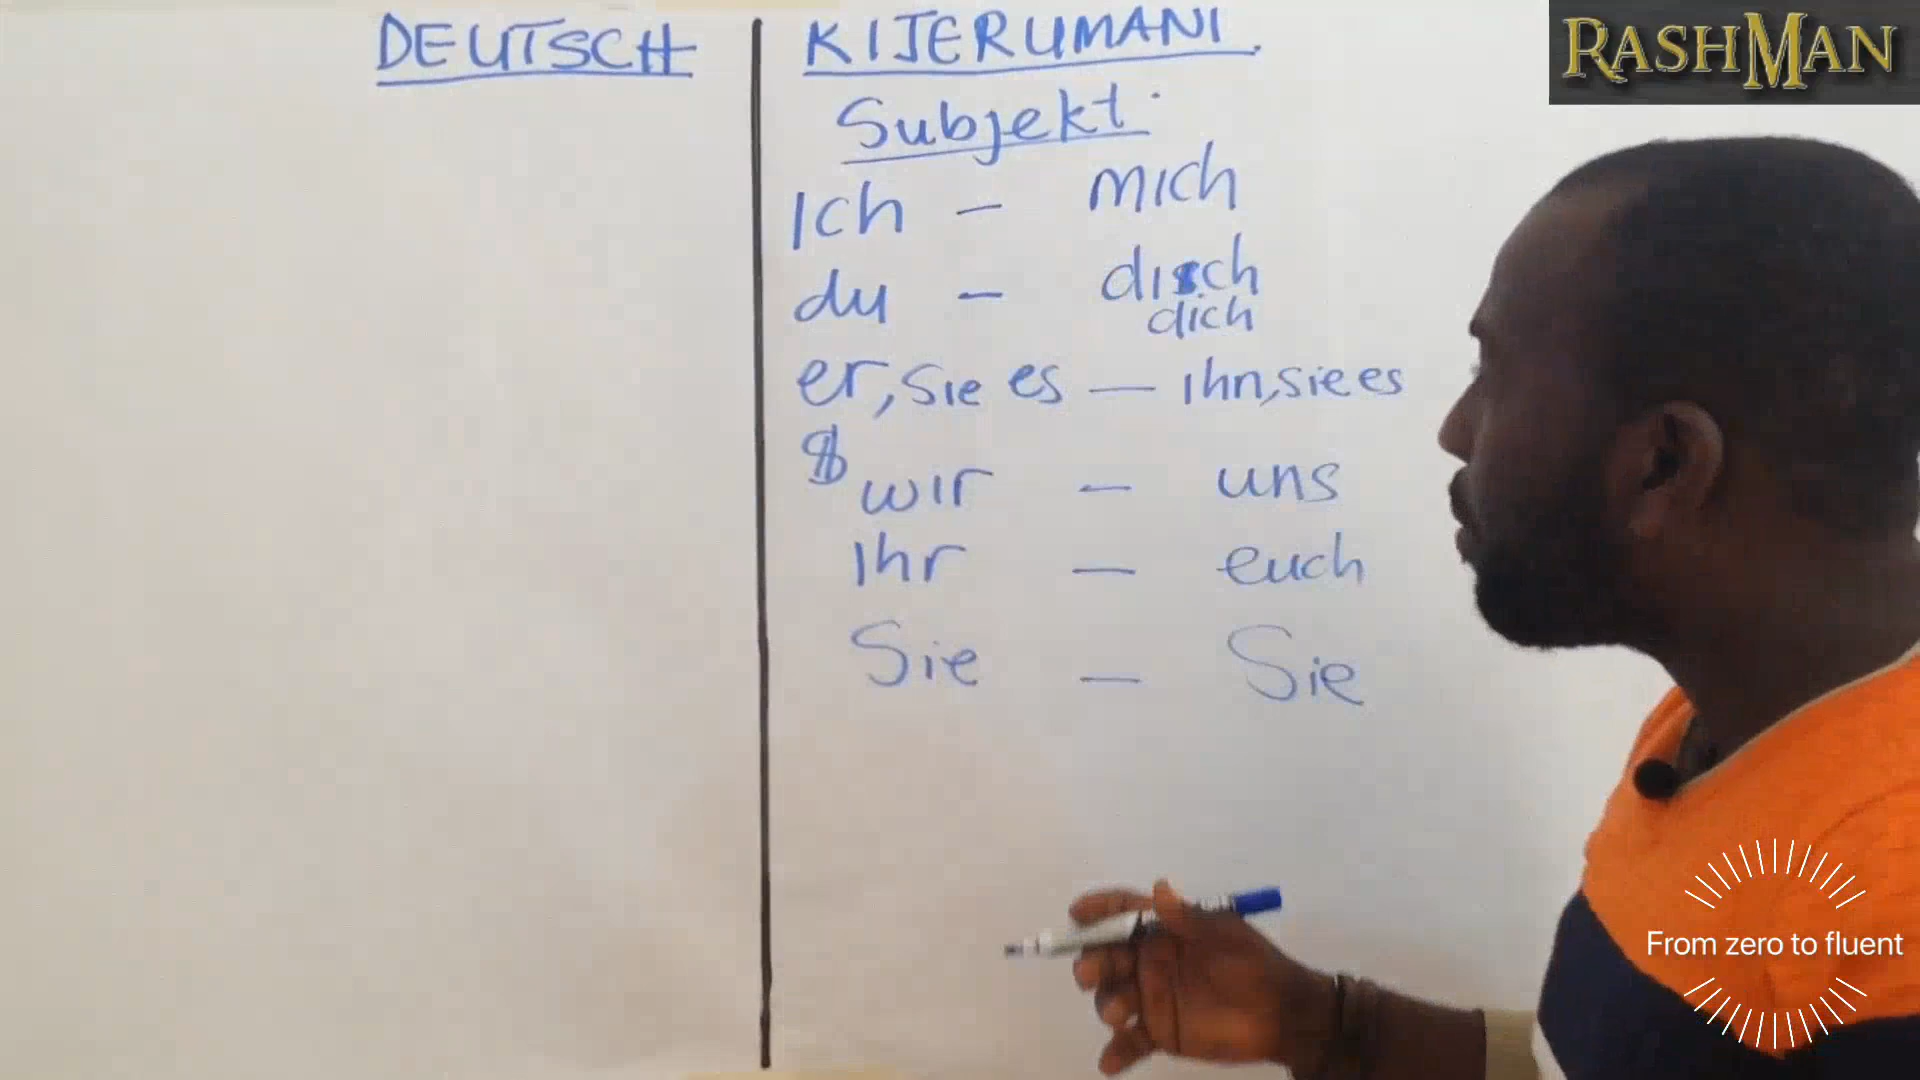 DEUTSCH
KIJERUMANI.
Subjekt.
Ich – mich
du – disch
dich
er, sie es – ihn, sie es
wir – uns
Ihr – euch
Sie – Sie
RASHMAN
From zero to fluent